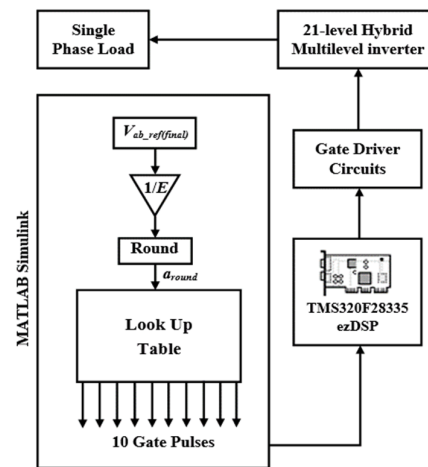 Single
Phase Load
21-level Hybrid
Multilevel inverter
V_ab_ref(final)
1/E
Round
a_round
Look Up
Table
10 Gate Pulses
MATLAB Simulink
Gate Driver
Circuits
TMS320F28335
ezDSP